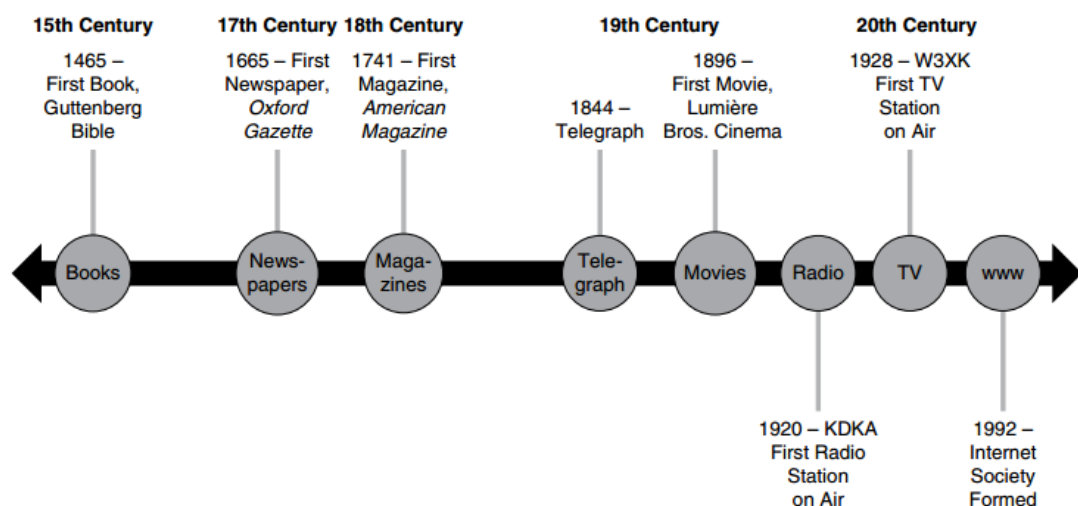 15th Century
1465 –
First Book,
Guttenberg
Bible
17th Century
1665 – First
Newspaper,
Oxford
Gazette
18th Century
1741 – First
Magazine,
American
Magazine
19th Century
1844 –
Telegraph
1896 –
First Movie,
Lumière
Bros. Cinema
20th Century
1928 – W3XK
First TV
Station
on Air
Books
News-
papers
Maga-
zines
Tele-
graph
Movies
Radio
TV
www
1920 – KDKA
First Radio
Station
on Air
1992 –
Internet
Society
Formed